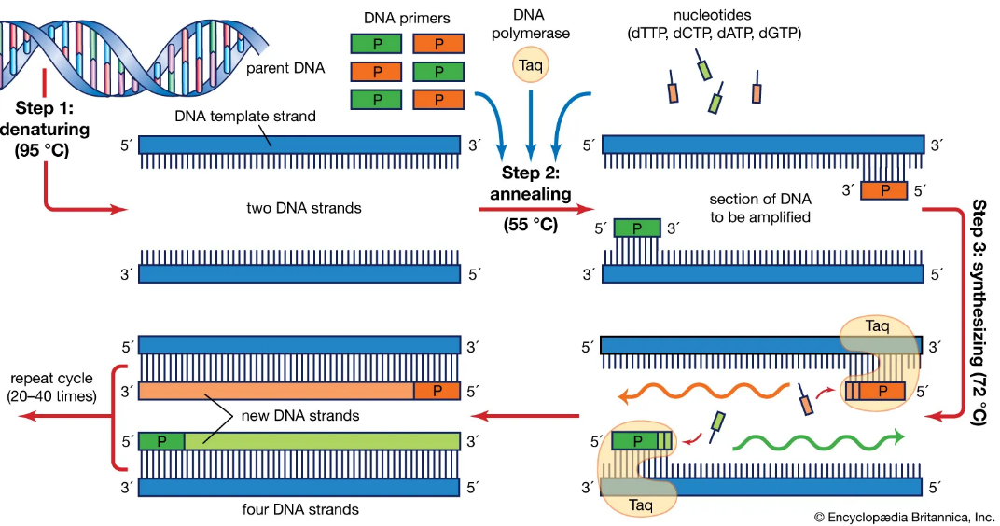 DNA primers
P P
P P
P P
DNA
polymerase
Taq
nucleotides
(dTTP, dCTP, dATP, dGTP)
parent DNA
Step 1:
denaturing
(95 °C)
DNA template strand
5´ 3´
two DNA strands
3´ 5´
Step 2:
annealing
(55 °C)
5´ 3´
3´ P 5´
section of DNA
to be amplified
5´ P 3´
3´ 5´
Step 3: synthesizing (72 °C)
Taq
5´ 3´
P 5´
5´ P
3´ 5´
Taq
5´ 3´
3´ P 5´
new DNA strands
5´ P 3´
3´ 5´
four DNA strands
repeat cycle
(20–40 times)
© Encyclopædia Britannica, Inc.